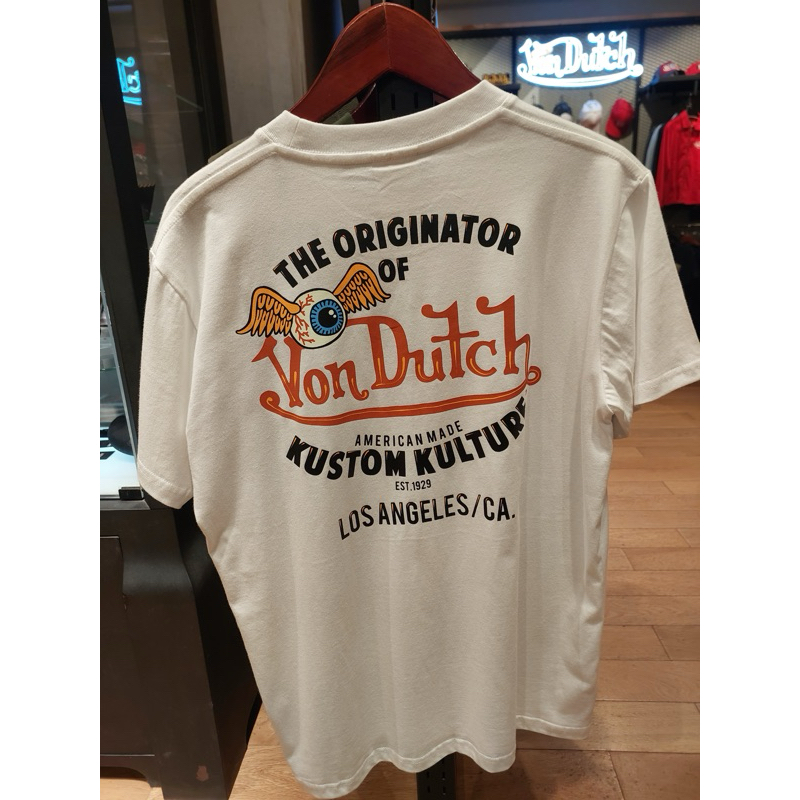 Von Dutch
THE ORIGINATOR
OF
Von Dutch
AMERICAN MADE
KUSTOM KULTURE
EST.1929
LOS ANGELES/CA.